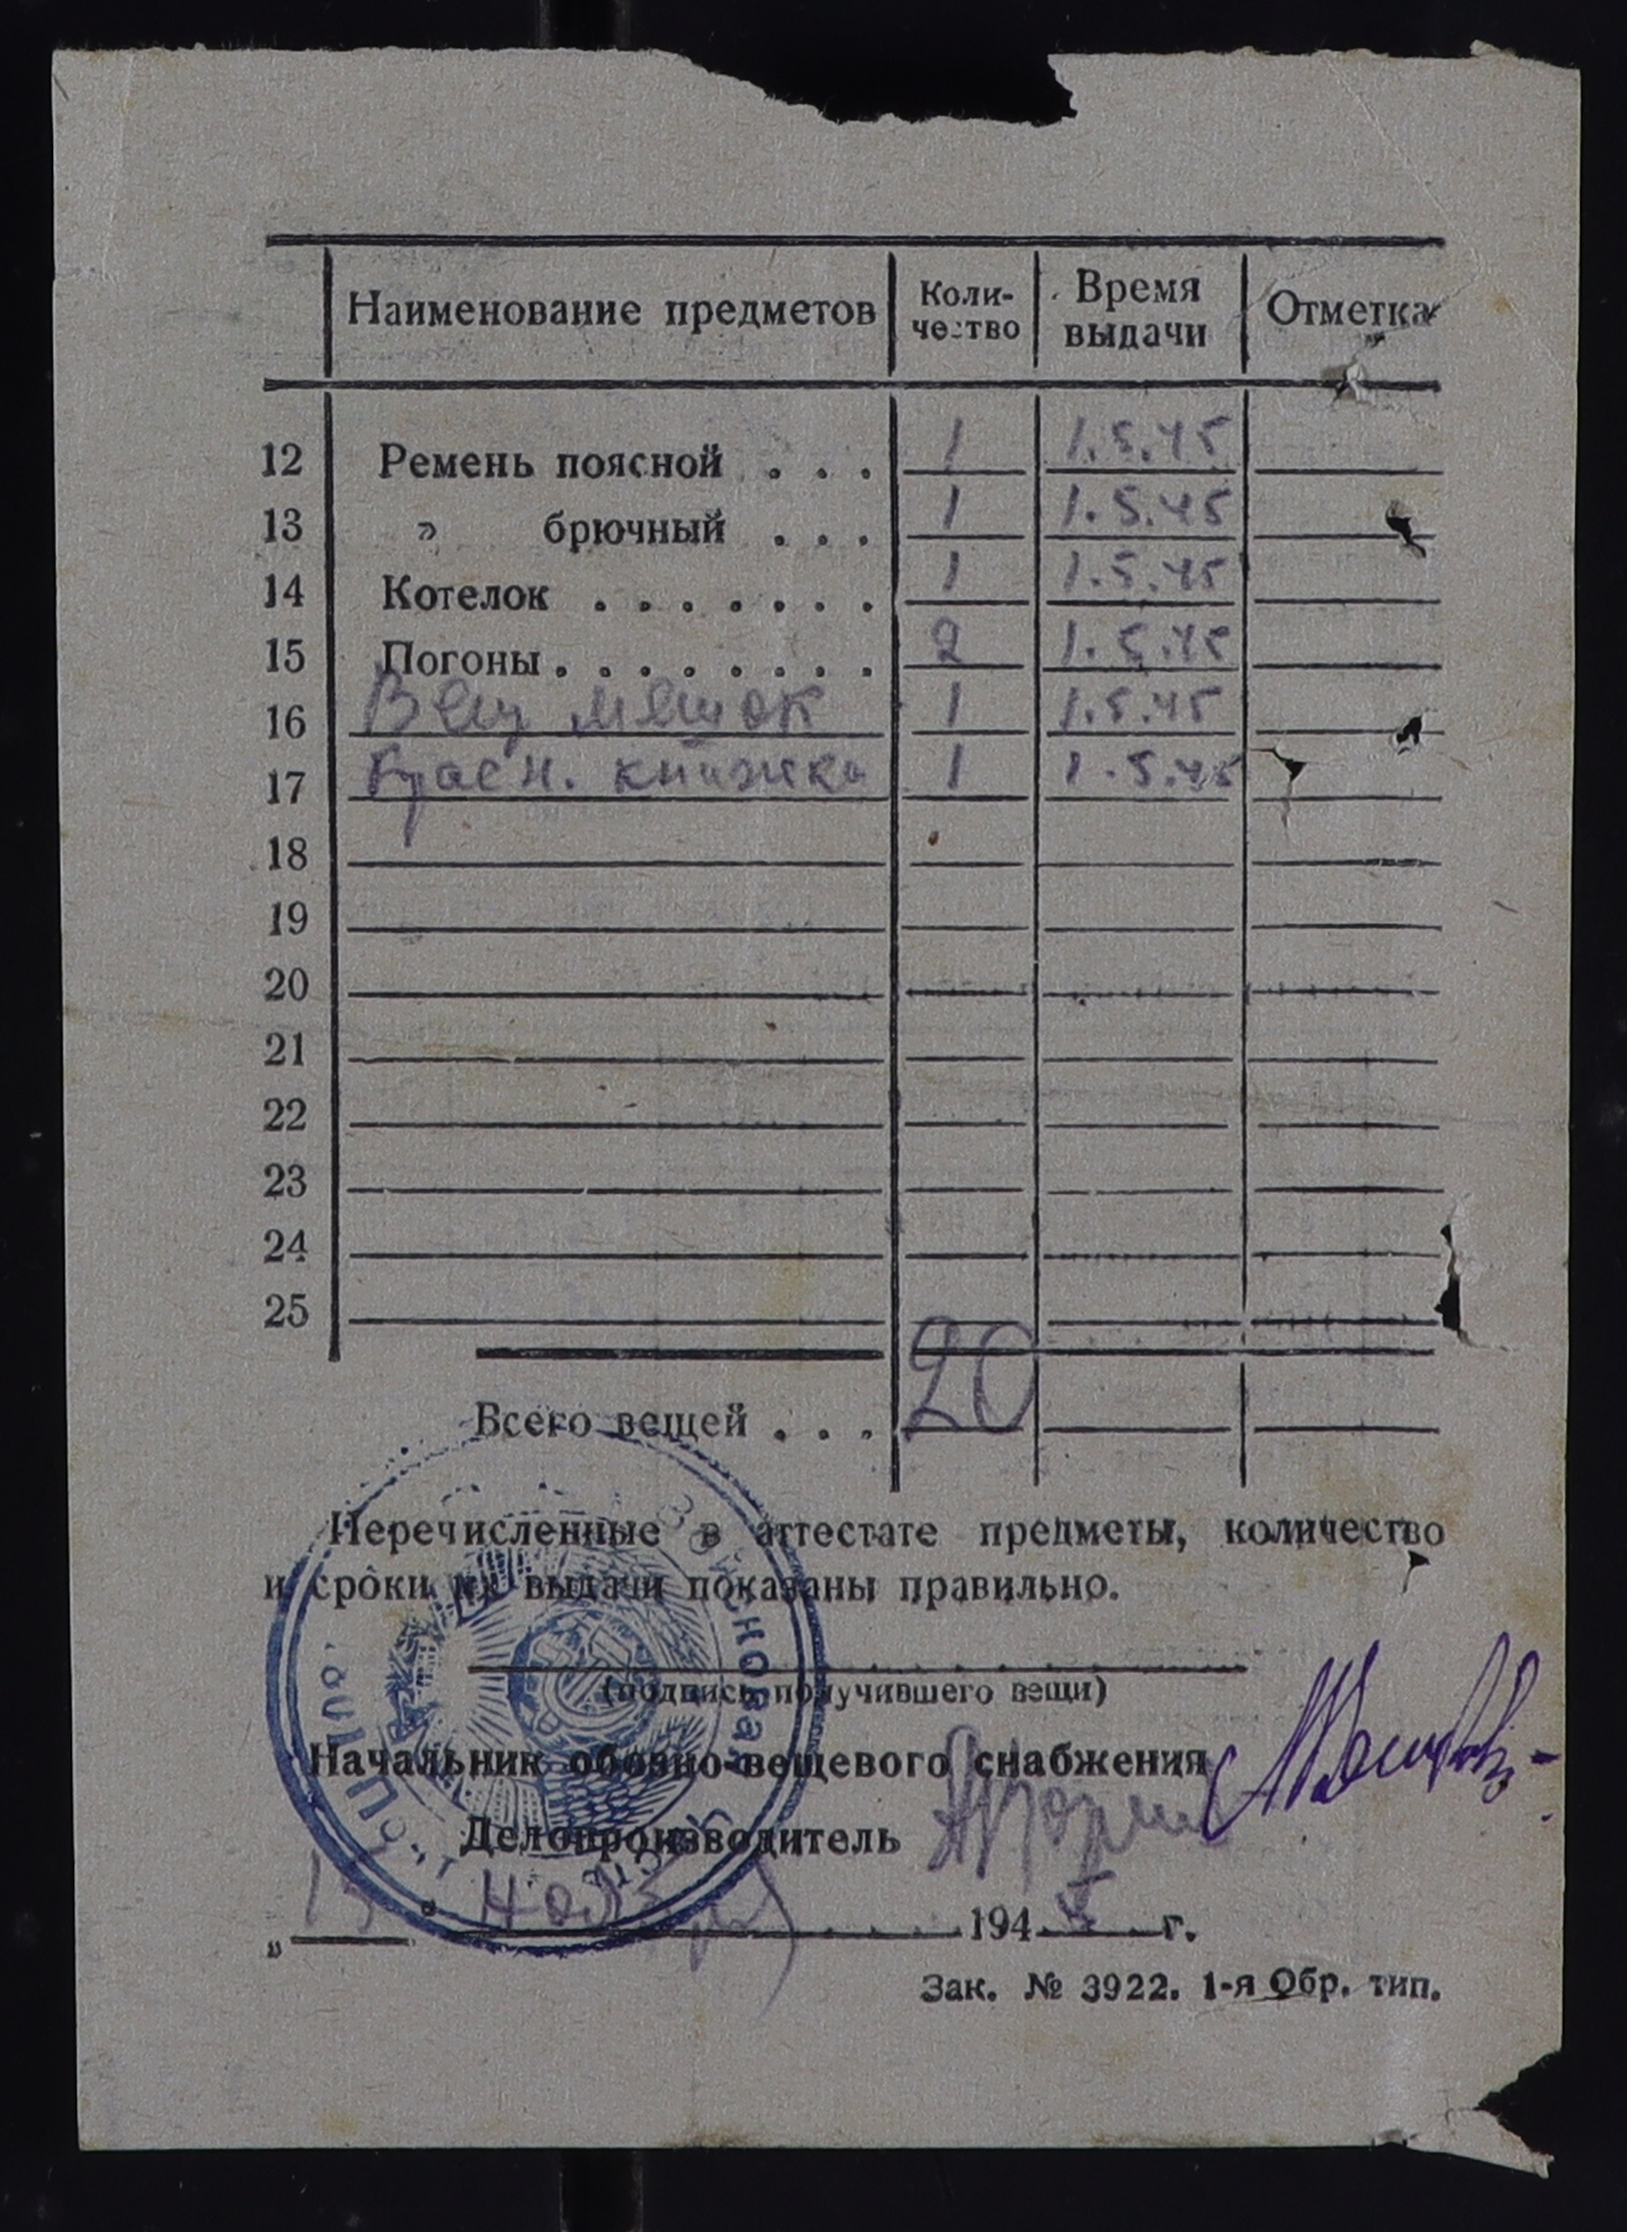 Наименование предметов Коли-чество Время выдачи Отметка
12 Ремень поясной . . . 1 1.5.45
13 » брючный . . . 1 1.5.45
14 Котелок . . . . . . . 1 1.5.45
15 Погоны . . . . . . . . 2 1.5.45
16 Вещ мешок 1 1.5.45
17 Красн. книжка 1 1.5.45
18
19
20
21
22
23
24
25
Всего вещей . . . 20
Перечисленные в аттестате предметы, количество
и сроки их выдачи показаны правильно.
(подпись получившего вещи)
Начальник обозно-вещевого снабжения
Делопроизводитель
„ “ ноября 1945 г.
Зак. № 3922. 1-я Обр. тип.